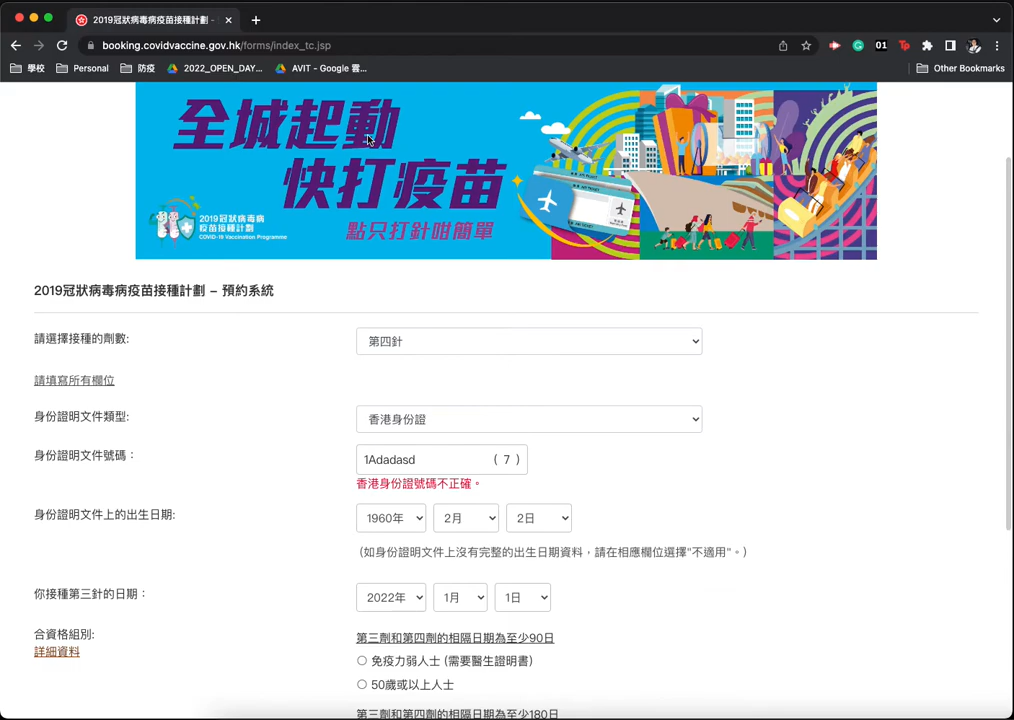 2019冠狀病毒病疫苗接種計劃 -
booking.covidvaccine.gov.hk/forms/index_tc.jsp
01
學校
Personal
防疫
2022_OPEN_DAY...
AVIT - Google 雲...
Other Bookmarks
全城起動
快打疫苗
點只打針咁簡單
2019冠狀病毒病
疫苗接種計劃
COVID-19 Vaccination Programme
2019冠狀病毒病疫苗接種計劃 – 預約系統
請選擇接種的劑數:
第四針
請填寫所有欄位
身份證明文件類型:
香港身份證
身份證明文件號碼：
1Adadasd ( 7 )
香港身份證號碼不正確。
身份證明文件上的出生日期:
1960年 2月 2日
(如身份證明文件上沒有完整的出生日期資料，請在相應欄位選擇"不適用"。)
你接種第三針的日期：
2022年 1月 1日
合資格組別:
詳細資料
第三劑和第四劑的相隔日期為至少90日
免疫力弱人士 (需要醫生證明書)
50歲或以上人士
第三劑和第四劑的相隔日期為至少180日